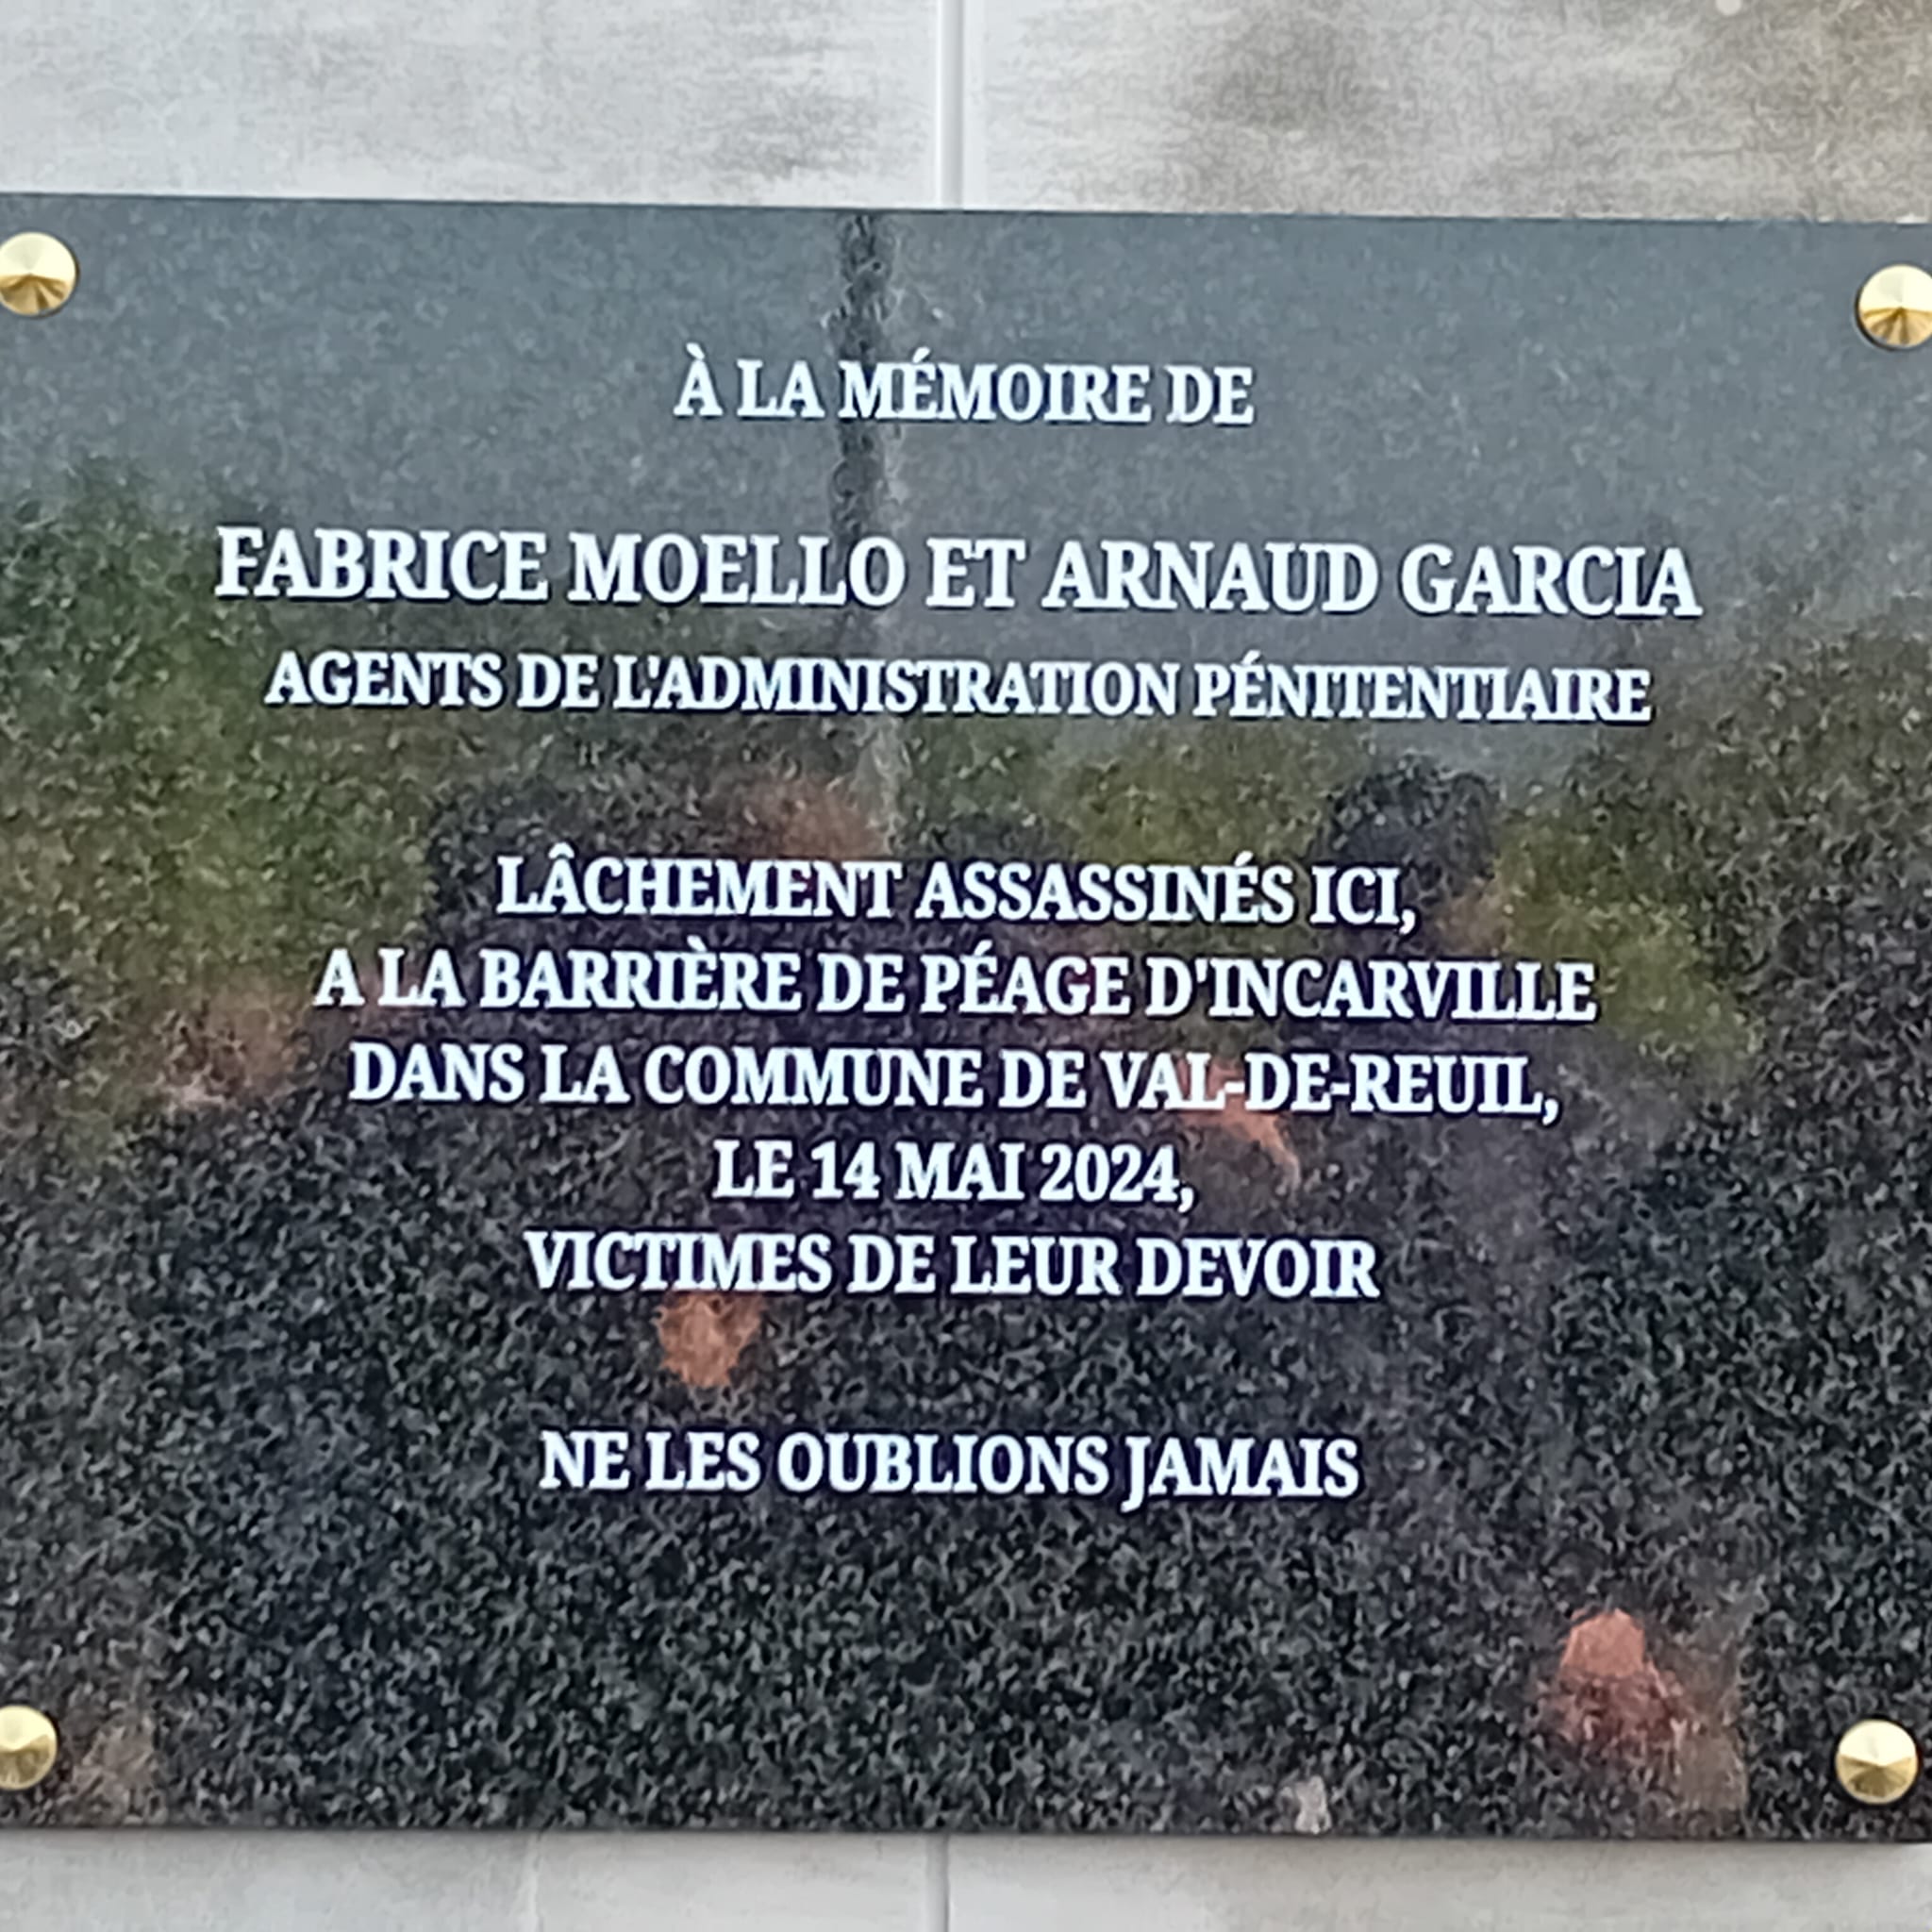 À LA MÉMOIRE DE
FABRICE MOELLO ET ARNAUD GARCIA
AGENTS DE L'ADMINISTRATION PÉNITENTIAIRE
LÂCHEMENT ASSASSINÉS ICI,
A LA BARRIÈRE DE PÉAGE D'INCARVILLE
DANS LA COMMUNE DE VAL-DE-REUIL,
LE 14 MAI 2024,
VICTIMES DE LEUR DEVOIR
NE LES OUBLIONS JAMAIS